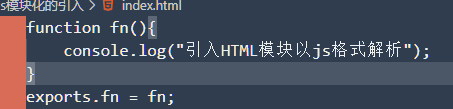 s模块化的引入 > index.html
function fn(){
    console.log("引入HTML模块以js格式解析");
}
exports.fn = fn;